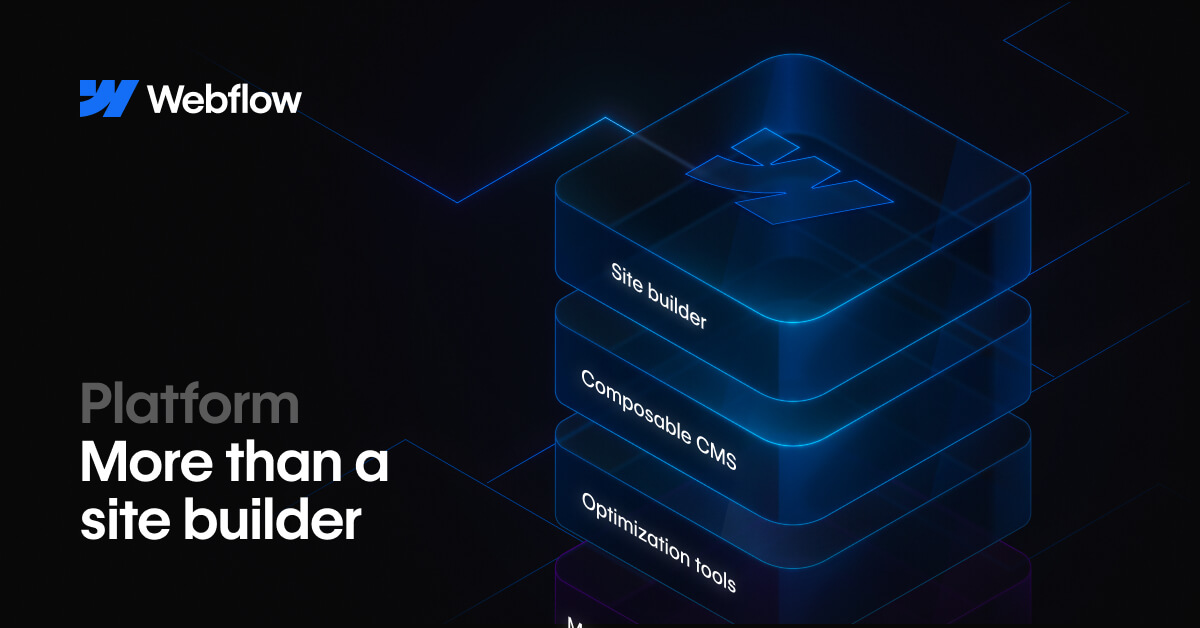 Webflow
Platform
More than a
site builder
Site builder
Composable CMS
Optimization tools